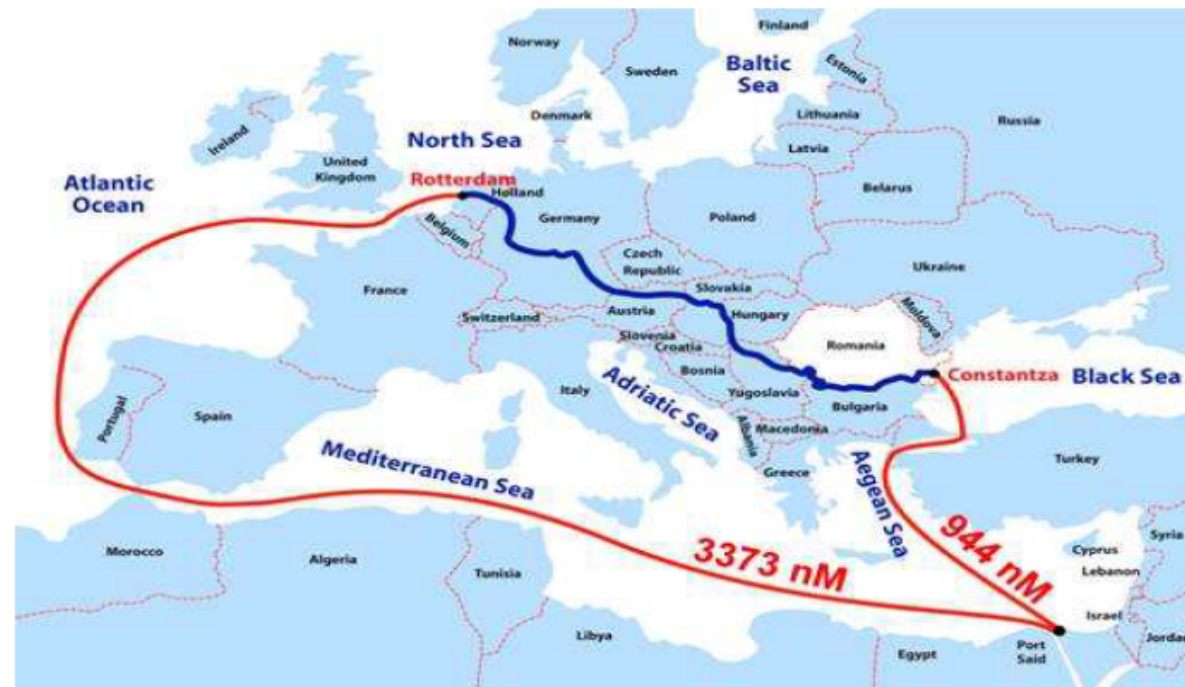 Finland
Norway
Sweden
Baltic
Sea
Estonia
Russia
Denmark
Lithuania
Latvia
Ireland
North Sea
United
Kingdom
Belarus
Atlantic
Ocean
Rotterdam
Holland
Germany
Poland
Belgium
Czech
Republic
Ukraine
Slovakia
France
Austria
Hungary
Moldova
Switzerland
Slovenia
Croatia
Romania
Bosnia
Constantza
Black Sea
Italy
Adriatic Sea
Yugoslavia
Bulgaria
Portugal
Spain
Albania
Macedonia
Mediterranean Sea
Greece
Aegean Sea
Turkey
944 nM
3373 nM
Syria
Cyprus
Lebanon
Morocco
Algeria
Tunisia
Israel
Libya
Egypt
Port
Said
Jordan